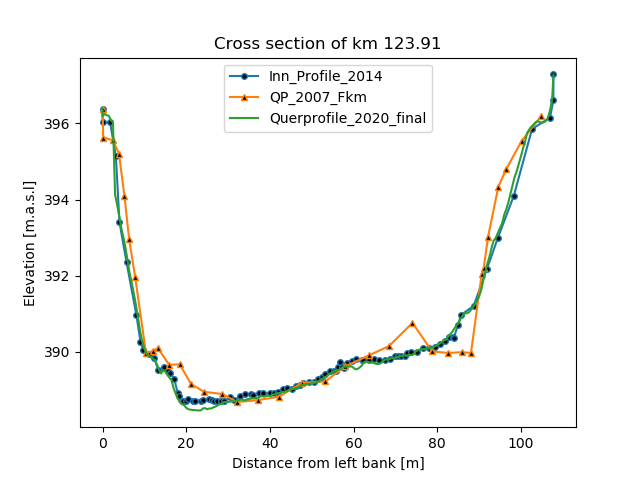 Cross section of km 123.91
Inn_Profile_2014
QP_2007_Fkm
Querprofile_2020_final
Elevation [m.a.s.l]
396
394
392
390
0 20 40 60 80 100
Distance from left bank [m]